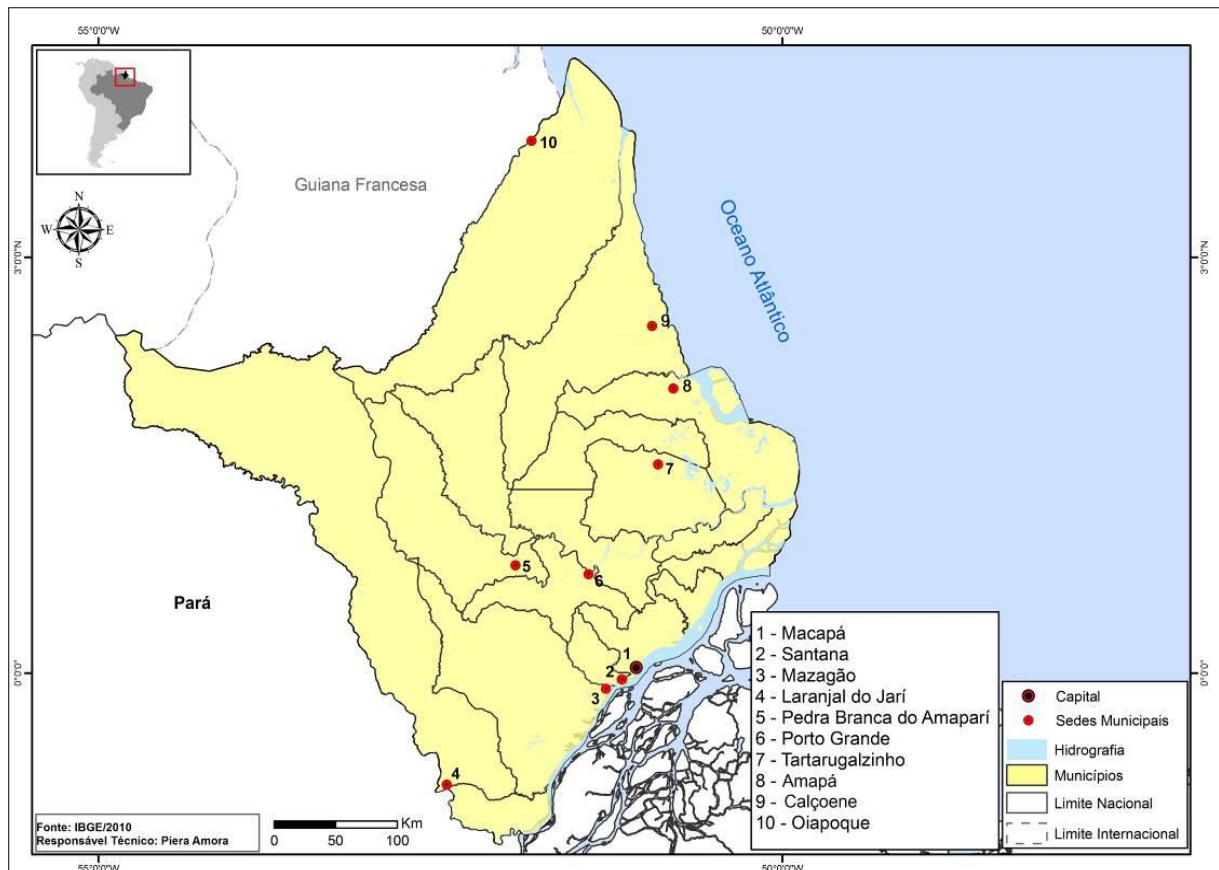 55°0'0"W
50°0'0"W
N
W
E
S
Guiana Francesa
Oceano Atlântico
3°0'0"N
3°0'0"N
10
9
8
7
5
6
Pará
1
2
3
4
0°0'0"
0°0'0"
1 - Macapá
2 - Santana
3 - Mazagão
4 - Laranjal do Jarí
5 - Pedra Branca do Amaparí
6 - Porto Grande
7 - Tartarugalzinho
8 - Amapá
9 - Calçoene
10 - Oiapoque
Capital
Sedes Municipais
Hidrografia
Municípios
Limite Nacional
Limite Internacional
Fonte: IBGE/2010
Responsável Técnico: Piera Amora
Km
0 50 100
55°0'0"W
50°0'0"W